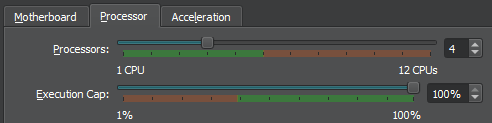 Motherboard Processor Acceleration
Processors: 4
1 CPU 12 CPUs
Execution Cap: 100%
1% 100%